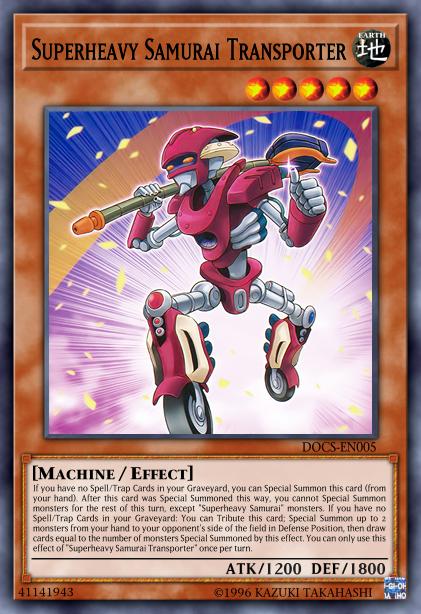 SUPERHEAVY SAMURAI TRANSPORTER
EARTH
地
DOCS-EN005
[MACHINE / EFFECT]
If you have no Spell/Trap Cards in your Graveyard, you can Special Summon this card (from
your hand). After this card was Special Summoned this way, you cannot Special Summon
monsters for the rest of this turn, except "Superheavy Samurai" monsters. If you have no
Spell/Trap Cards in your Graveyard: You can Tribute this card; Special Summon up to 2
monsters from your hand to your opponent's side of the field in Defense Position, then draw
cards equal to the number of monsters Special Summoned by this effect. You can only use this
effect of "Superheavy Samurai Transporter" once per turn.
ATK/1200 DEF/1800
41141943
©1996 KAZUKI TAKAHASHI